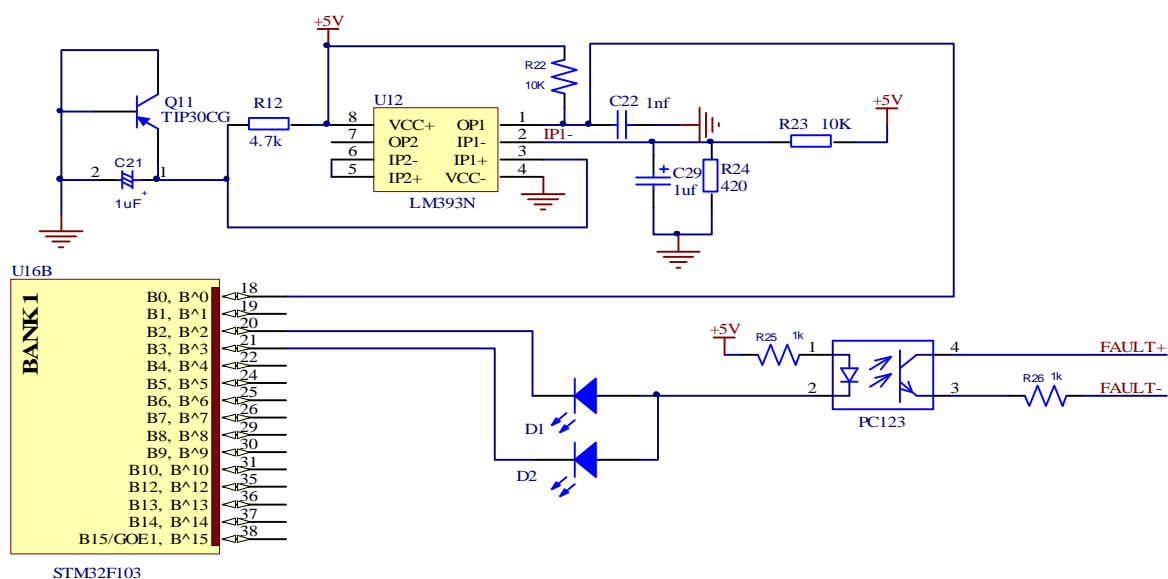 +5V
Q11
TIP30CG
R12
4.7k
C21
2
1
1uF
+
U12
8
7
6
5
VCC+
OP2
IP2-
IP2+
OP1
IP1-
IP1+
VCC-
1
2
3
4
LM393N
R22
10K
C22 1nf
IP1-
C29
1uf
+
R24
420
R23 10K
+5V
U16B
BANK1
B0, B^0 18
B1, B^1 19
B2, B^2 20
B3, B^3 21
B4, B^4 22
B5, B^5 24
B6, B^6 25
B7, B^7 26
B8, B^8 29
B9, B^9 30
B10, B^10 31
B12, B^12 35
B13, B^13 36
B14, B^14 37
B15/GOE1, B^15 38
STM32F103
D1
D2
+5V
R25 1k
1
2
4
3
PC123
FAULT+
R26 1k
FAULT-